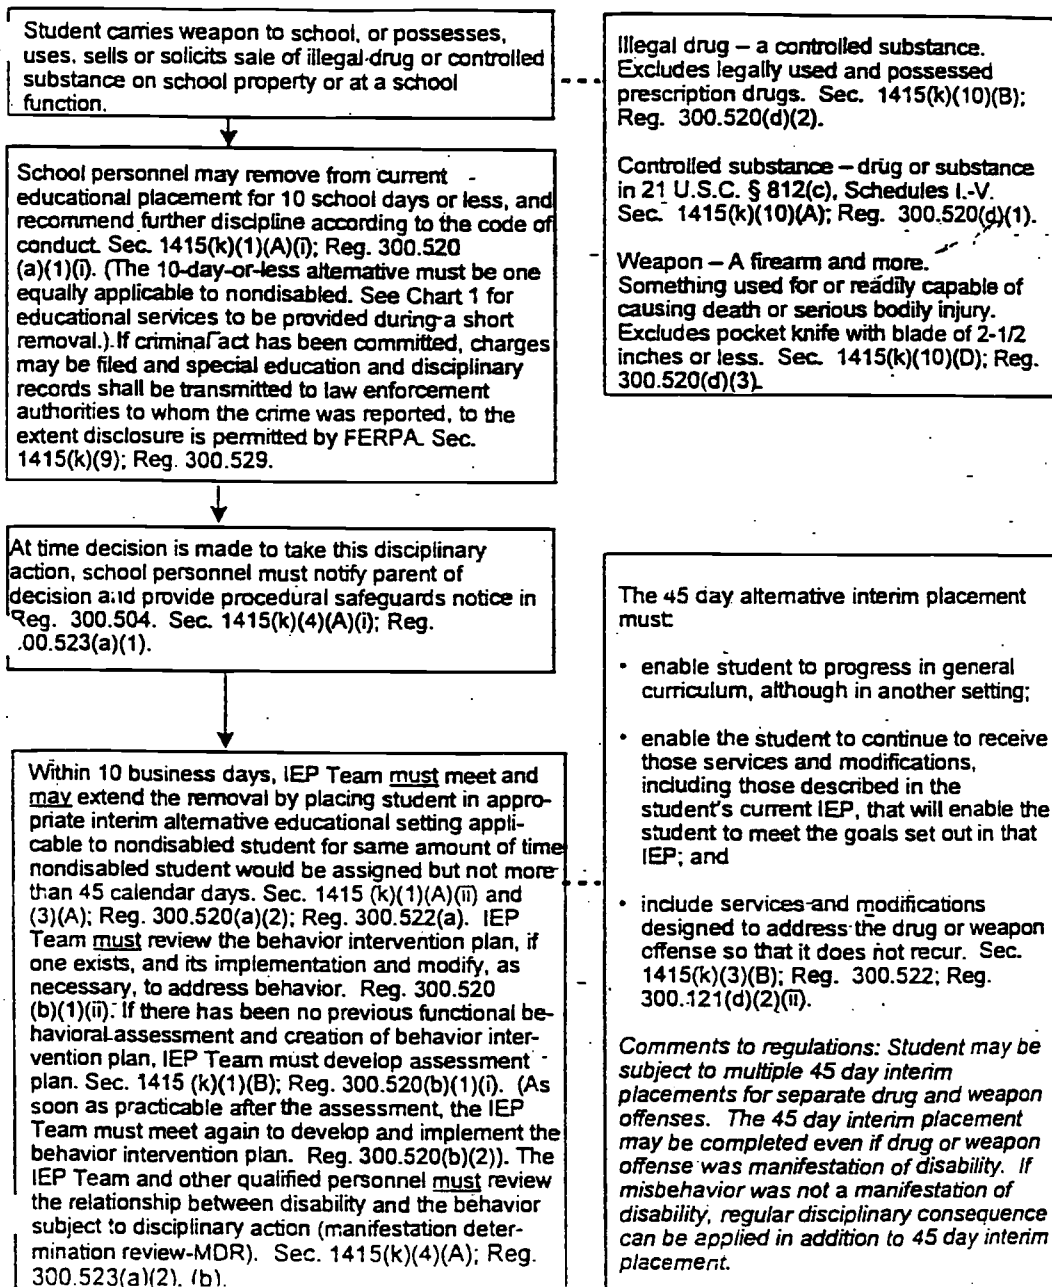 Student carries weapon to school, or possesses,
uses, sells or solicits sale of illegal drug or controlled
substance on school property or at a school
function.
School personnel may remove from current
educational placement for 10 school days or less, and
recommend further discipline according to the code of
conduct. Sec. 1415(k)(1)(A)(i); Reg. 300.520
(a)(1)(i). (The 10-day-or-less alternative must be one
equally applicable to nondisabled. See Chart 1 for
educational services to be provided during a short
removal.) If criminal act has been committed, charges
may be filed and special education and disciplinary
records shall be transmitted to law enforcement
authorities to whom the crime was reported, to the
extent disclosure is permitted by FERPA. Sec.
1415(k)(9); Reg. 300.529.
At time decision is made to take this disciplinary
action, school personnel must notify parent of
decision and provide procedural safeguards notice in
Reg. 300.504. Sec. 1415(k)(4)(A)(i); Reg.
.00.523(a)(1).
Within 10 business days, IEP Team must meet and
may extend the removal by placing student in appro-
priate interim alternative educational setting appli-
cable to nondisabled student for same amount of time
nondisabled student would be assigned but not more
than 45 calendar days. Sec. 1415 (k)(1)(A)(ii) and
(3)(A); Reg. 300.520(a)(2); Reg. 300.522(a). IEP
Team must review the behavior intervention plan, if
one exists, and its implementation and modify, as
necessary, to address behavior. Reg. 300.520
(b)(1)(ii). If there has been no previous functional be-
havioral assessment and creation of behavior inter-
vention plan, IEP Team must develop assessment
plan. Sec. 1415 (k)(1)(B); Reg. 300.520(b)(1)(i). (As
soon as practicable after the assessment, the IEP
Team must meet again to develop and implement the
behavior intervention plan. Reg. 300.520(b)(2)). The
IEP Team and other qualified personnel must review
the relationship between disability and the behavior
subject to disciplinary action (manifestation deter-
mination review-MDR). Sec. 1415(k)(4)(A); Reg.
300.523(a)(2), (b).
Illegal drug – a controlled substance.
Excludes legally used and possessed
prescription drugs. Sec. 1415(k)(10)(B);
Reg. 300.520(d)(2).
Controlled substance – drug or substance
in 21 U.S.C. § 812(c), Schedules I.-V.
Sec. 1415(k)(10)(A); Reg. 300.520(d)(1).
Weapon – A firearm and more.
Something used for or readily capable of
causing death or serious bodily injury.
Excludes pocket knife with blade of 2-1/2
inches or less. Sec. 1415(k)(10)(D); Reg.
300.520(d)(3).
The 45 day alternative interim placement
must:
• enable student to progress in general
curriculum, although in another setting;
• enable the student to continue to receive
those services and modifications,
including those described in the
student's current IEP, that will enable the
student to meet the goals set out in that
IEP; and
• include services and modifications
designed to address the drug or weapon
offense so that it does not recur. Sec.
1415(k)(3)(B); Reg. 300.522; Reg.
300.121(d)(2)(ii).
Comments to regulations: Student may be
subject to multiple 45 day interim
placements for separate drug and weapon
offenses. The 45 day interim placement
may be completed even if drug or weapon
offense was manifestation of disability. If
misbehavior was not a manifestation of
disability, regular disciplinary consequence
can be applied in addition to 45 day interim
placement.